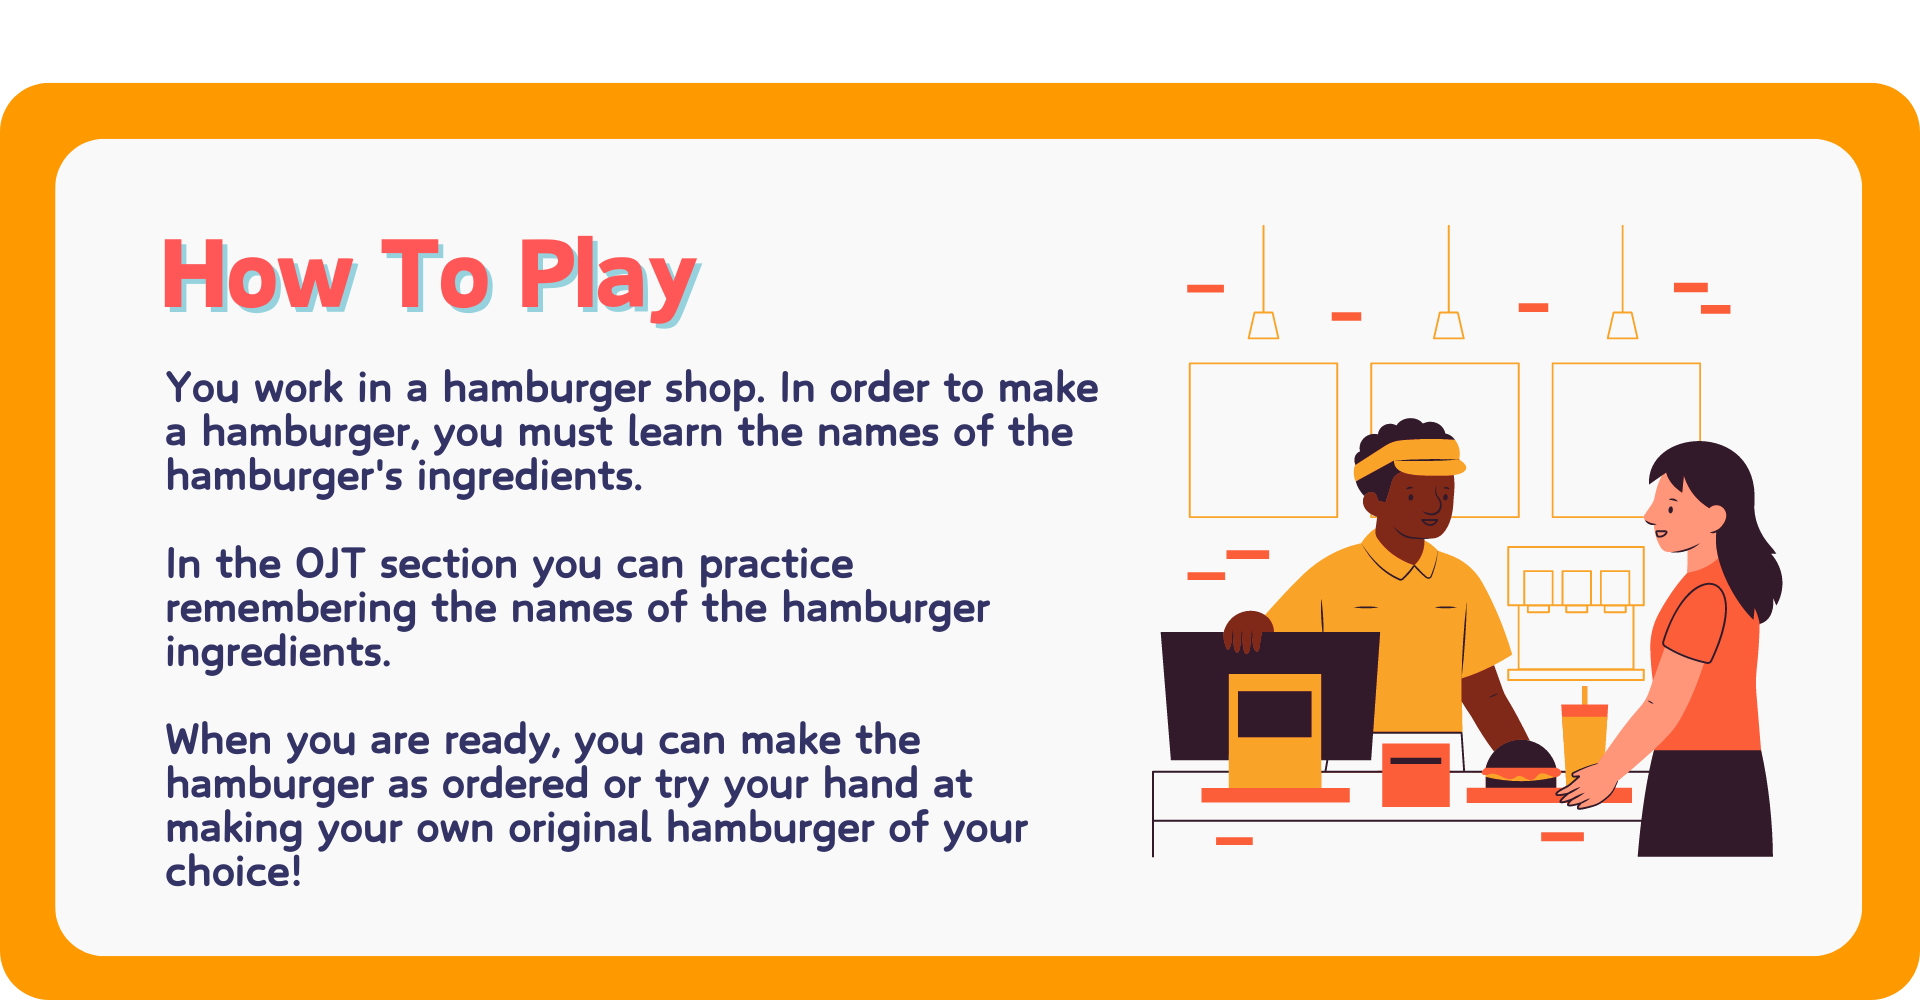 How To Play
You work in a hamburger shop. In order to make
a hamburger, you must learn the names of the
hamburger's ingredients.
In the OJT section you can practice
remembering the names of the hamburger
ingredients.
When you are ready, you can make the
hamburger as ordered or try your hand at
making your own original hamburger of your
choice!